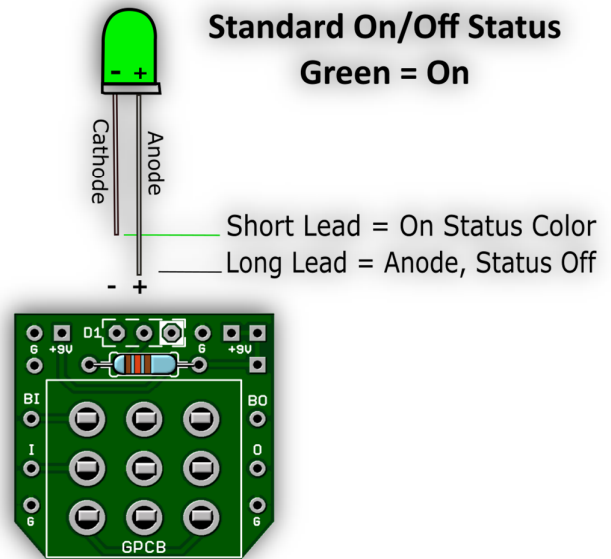 Standard On/Off Status
Green = On
- +
Cathode
Anode
Short Lead = On Status Color
Long Lead = Anode, Status Off
- +
D1
G +9V G +9V
BI BO
I O
G G
GPCB